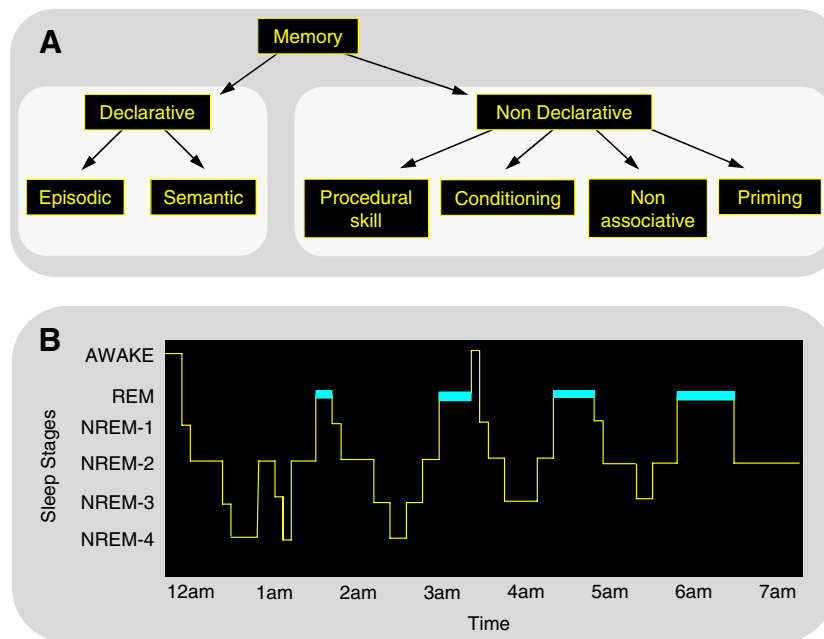 A
Memory
Declarative
Non Declarative
Episodic
Semantic
Procedural
skill
Conditioning
Non
associative
Priming
B
Sleep Stages
AWAKE
REM
NREM-1
NREM-2
NREM-3
NREM-4
12am 1am 2am 3am 4am 5am 6am 7am
Time